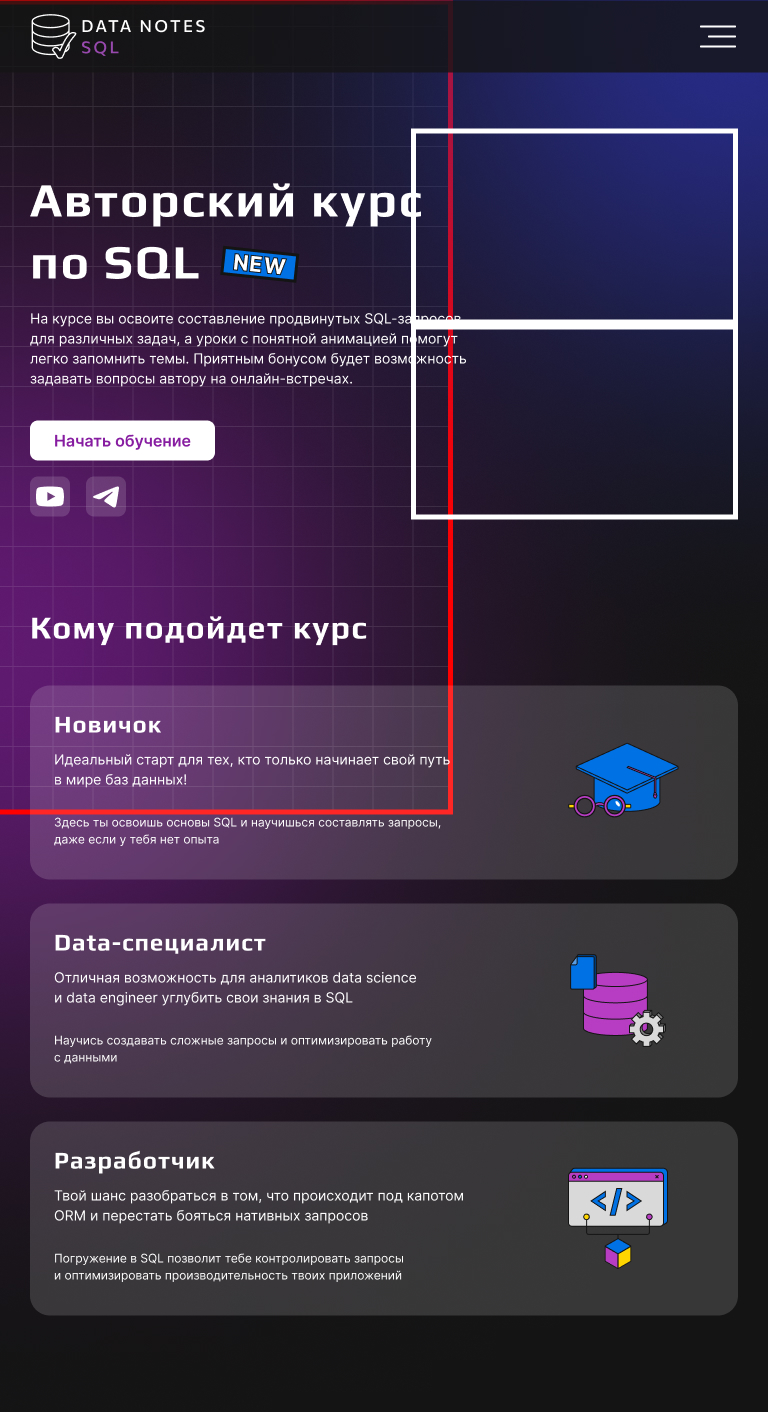 DATA NOTES
SQL
Авторский курс
по SQL NEW
На курсе вы освоите составление продвинутых SQL-запросов
для различных задач, а уроки с понятной анимацией помогут
легко запомнить темы. Приятным бонусом будет возможность
задавать вопросы автору на онлайн-встречах.
Начать обучение
Кому подойдет курс
Новичок
Идеальный старт для тех, кто только начинает свой путь
в мире баз данных!
Здесь ты освоишь основы SQL и научишься составлять запросы,
даже если у тебя нет опыта
Data-специалист
Отличная возможность для аналитиков data science
и data engineer углубить свои знания в SQL
Научись создавать сложные запросы и оптимизировать работу
с данными
Разработчик
Твой шанс разобраться в том, что происходит под капотом
ORM и перестать бояться нативных запросов
</>
Погружение в SQL позволит тебе контролировать запросы
и оптимизировать производительность твоих приложений